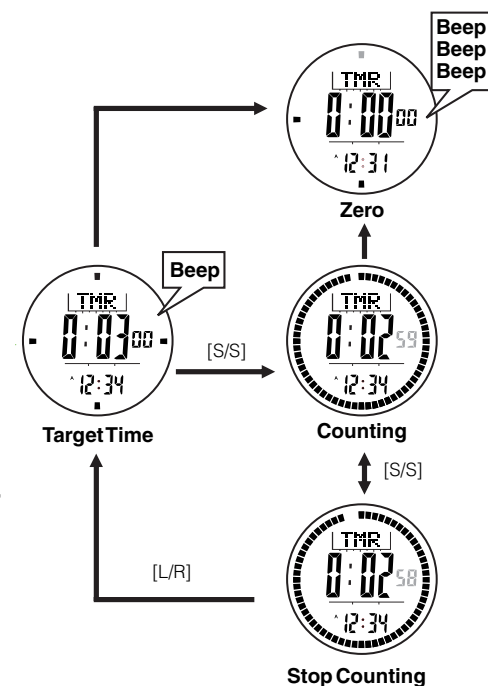 Beep
Beep
Beep
TMR
0:00 00
A 12:31
Zero
Beep
TMR
0:03 00
A 12:34
Target Time
[S/S]
TMR
0:02 59
A 12:34
Counting
[S/S]
[L/R]
TMR
0:02 58
A 12:34
Stop Counting